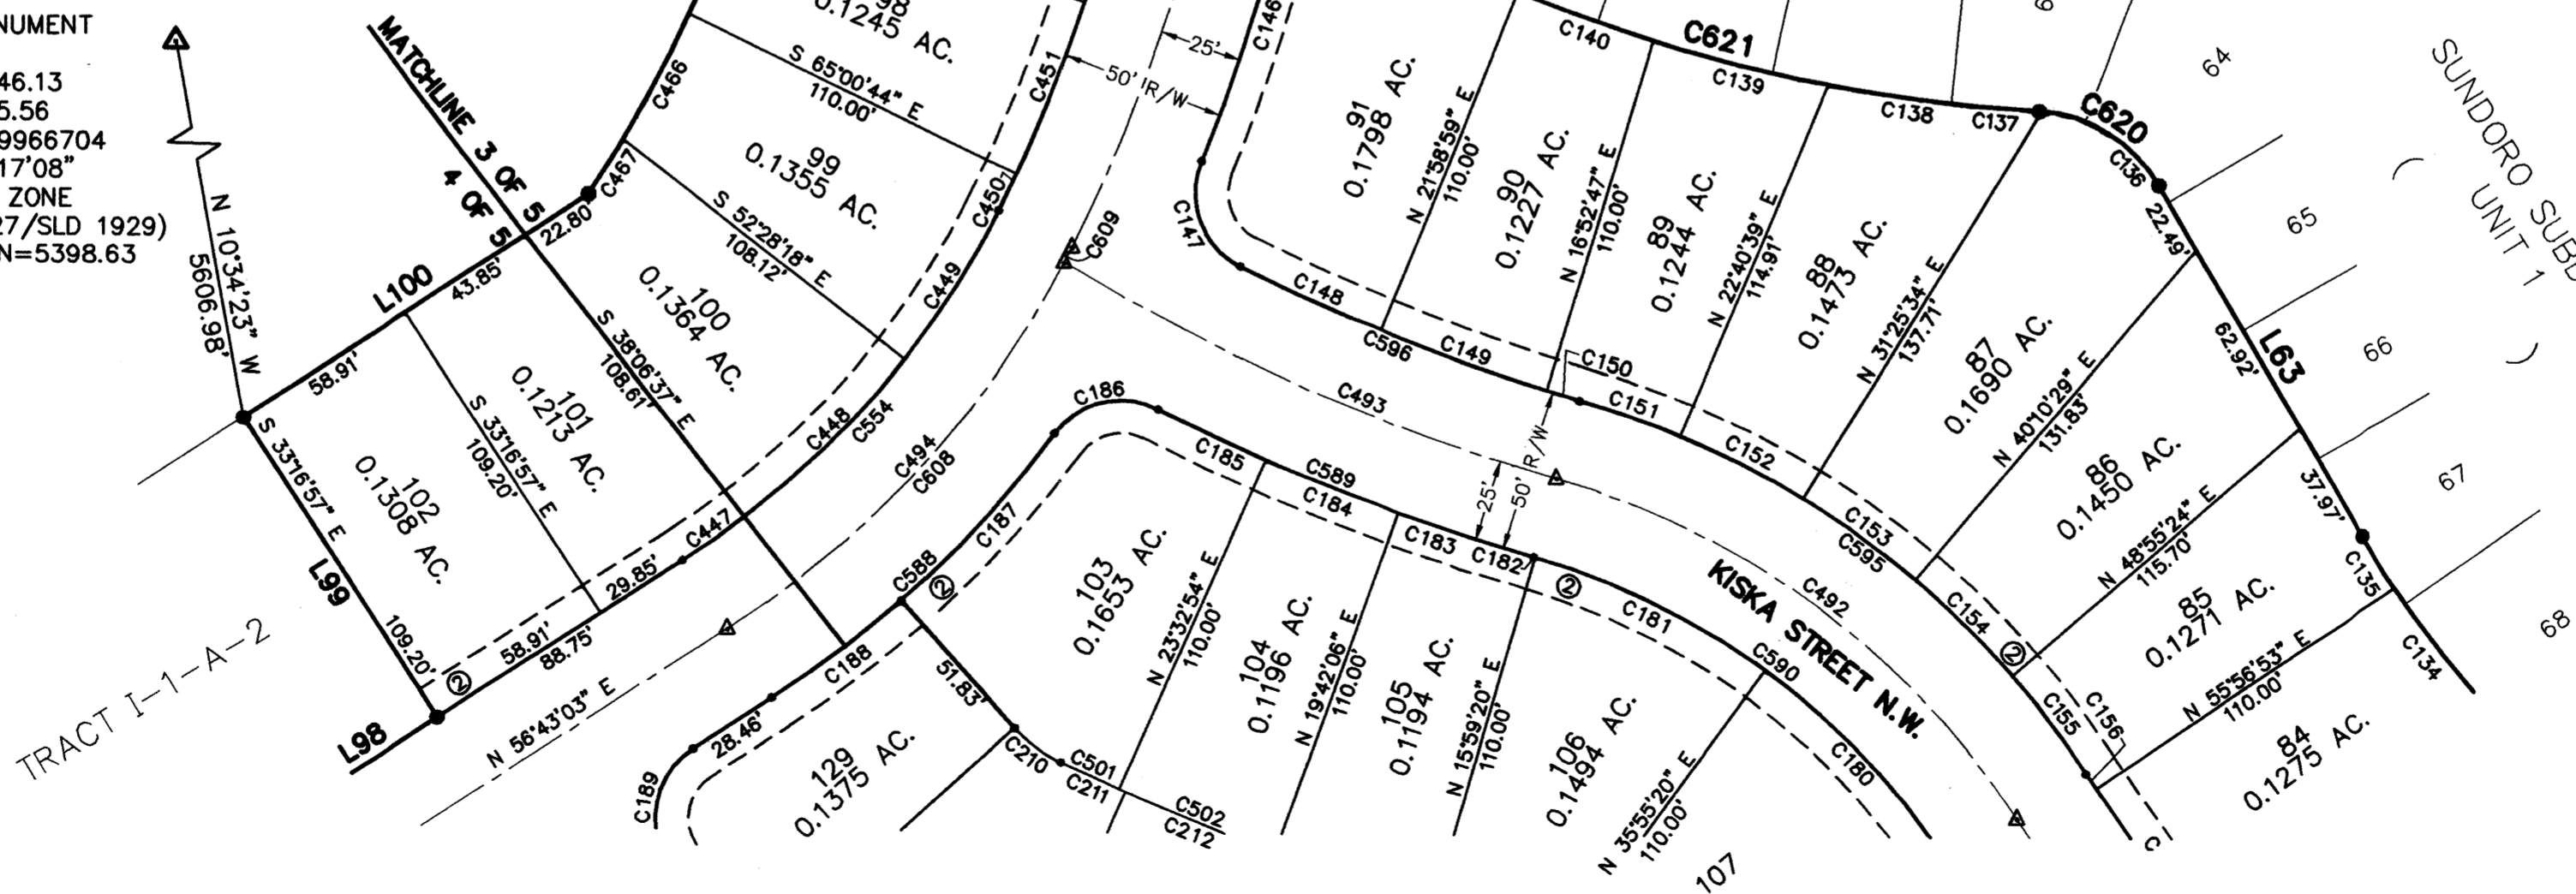 NUMENT
46.13
5.56
9966704
17'08"
ZONE
27/SLD 1929)
N=5398.63
N 10°34'23" W
5606.98'
MATCHLINE 3 OF 5
4 OF 5
L100
43.85'
22.80'
58.91'
S 33°16'57" E
109.20'
L99
L98
TRACT I-1-A-2
102
0.1308 AC.
S 33°16'57" E
109.20'
101
0.1213 AC.
S 38°06'37" E
108.61'
100
0.1364 AC.
S 52°28'18" E
108.12'
99
0.1355 AC.
S 65°00'44" E
110.00'
98
0.1245 AC.
C466
C467
C451
C450
C449
C448
C554
C447
29.85'
58.91'
88.75'
②
N 56°43'03" E
C494
C608
C609
25'
50' R/W
C146
C147
C148
C596
C149
C150
C151
C152
C153
C595
C154
C155
C156
②
91
0.1798 AC.
N 21°58'59" E
110.00'
90
0.1227 AC.
N 16°52'47" E
110.00'
89
0.1244 AC.
N 22°40'39" E
114.91'
88
0.1473 AC.
N 31°25'34" E
137.71'
87
0.1690 AC.
N 40°10'29" E
131.83'
86
0.1450 AC.
N 48°55'24" E
115.70'
85
0.1271 AC.
N 55°56'53" E
110.00'
84
0.1275 AC.
C140
C621
C139
C138
C137
C620
C136
22.49'
62.92'
L63
37.97'
C135
C134
64
65
66
67
68
SUNDORO SUBD
UNIT 1
( )
C493
25'
50' R/W
KISKA STREET N.W.
C492
C186
C185
C589
C184
C183
C182
②
C181
C590
C180
C187
C588
②
C188
28.46'
C189
51.83'
C210
C501
C211
C502
C212
129
0.1375 AC.
103
0.1653 AC.
N 23°32'54" E
110.00'
104
0.1196 AC.
N 19°42'06" E
110.00'
105
0.1194 AC.
N 15°59'20" E
110.00'
106
0.1494 AC.
N 35°55'20" E
110.00'
107